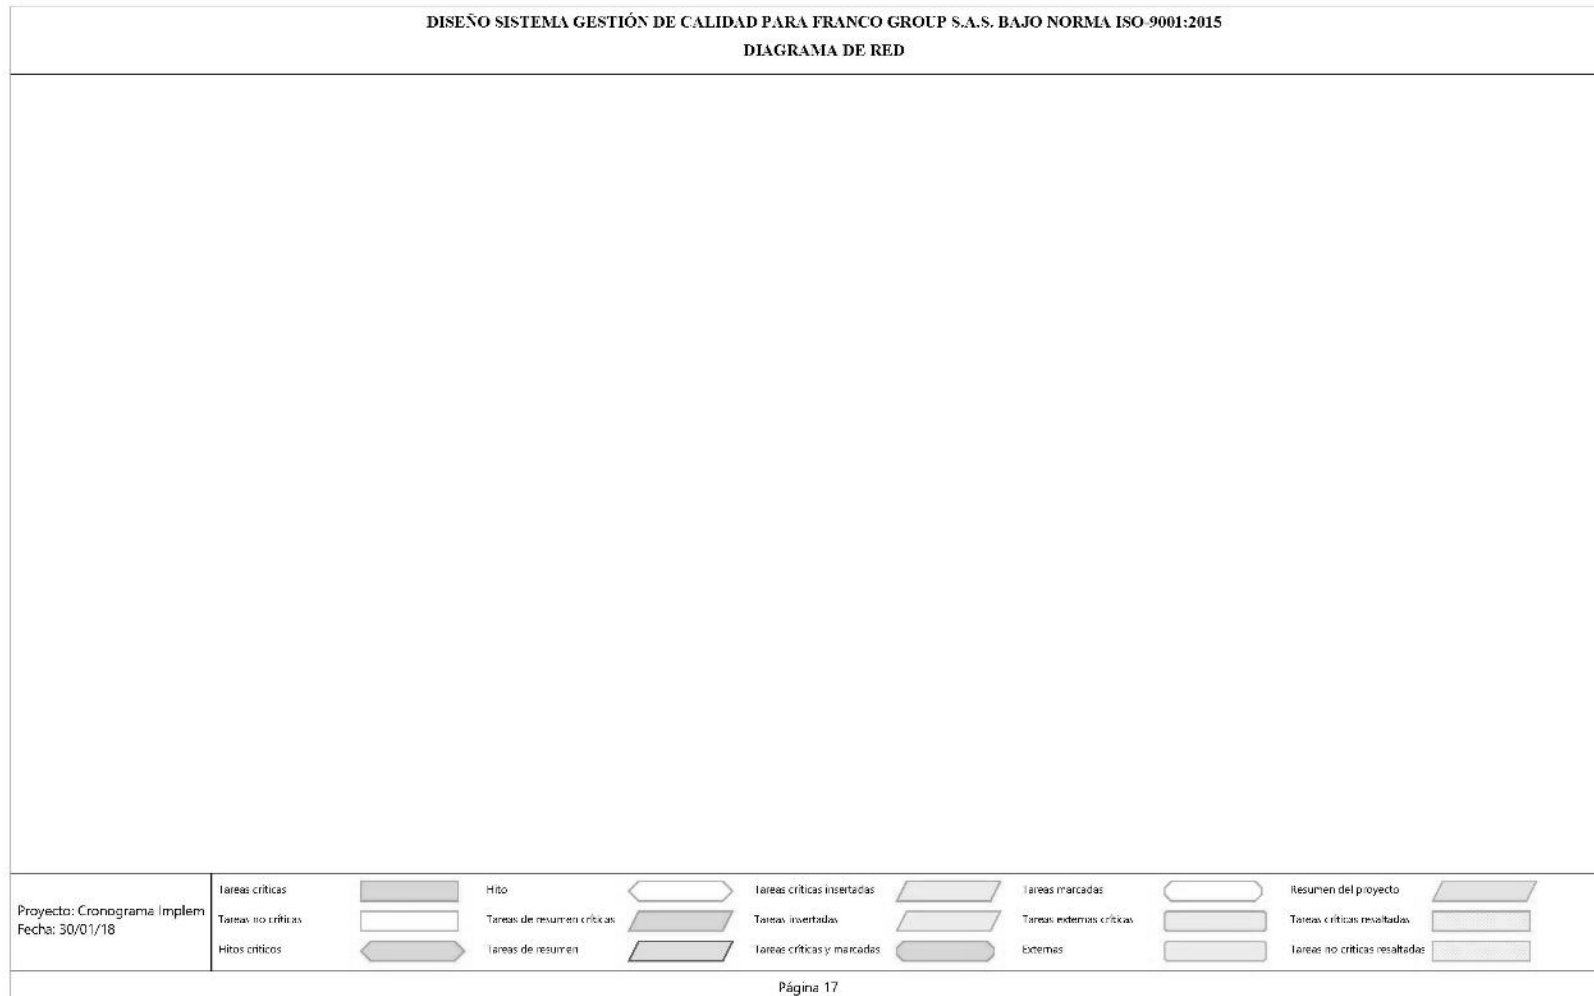 DISEÑO SISTEMA GESTIÓN DE CALIDAD PARA FRANCO GROUP S.A.S. BAJO NORMA ISO-9001:2015
DIAGRAMA DE RED
Proyecto: Cronograma Implem
Fecha: 30/01/18
Tareas críticas
Tareas no críticas
Hitos críticos
Hito
Tareas de resumen críticas
Tareas de resumen
Tareas críticas insertadas
Tareas insertadas
Tareas críticas y marcadas
Tareas marcadas
Tareas externas críticas
Externas
Resumen del proyecto
Tareas críticas resaltadas
Tareas no críticas resaltadas
Página 17